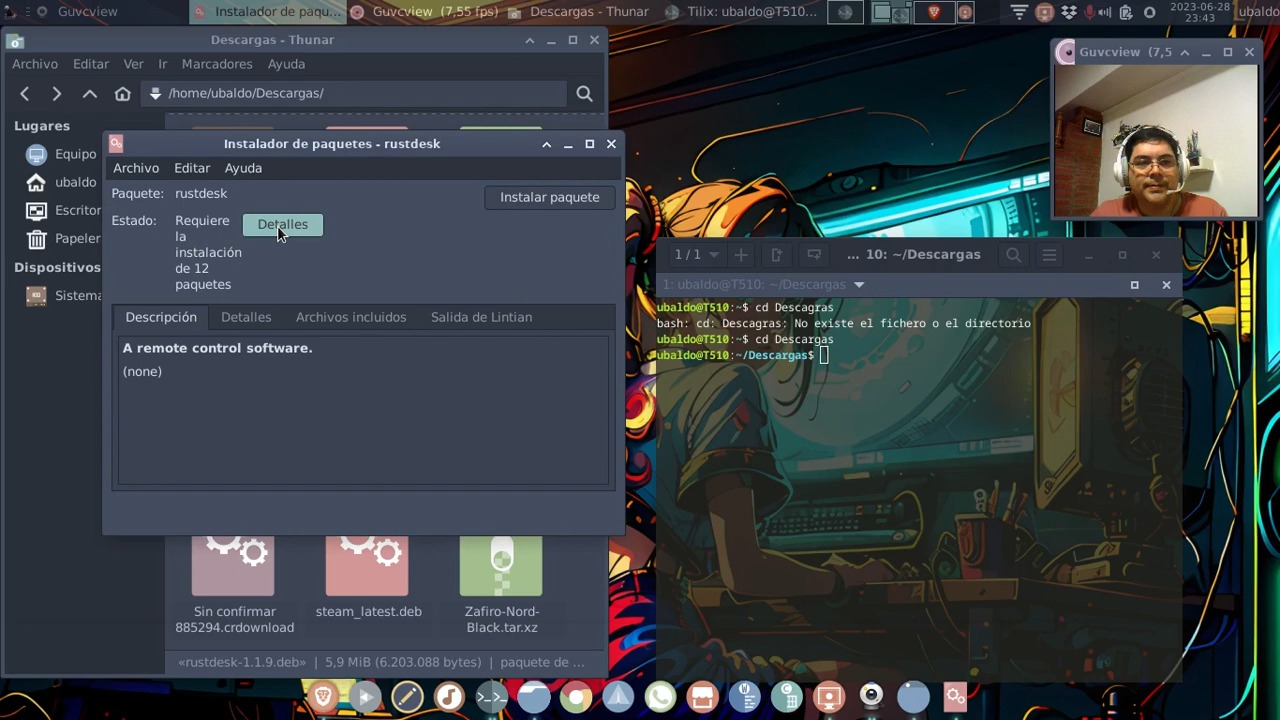 Guvcview
Instalador de paqu...
Guvcview (7,55 fps)
Descargas - Thunar
Tilix: ubaldo@T510:...
2023-06-28
23:43
ubaldo
Descargas - Thunar
Archivo Editar Ver Ir Marcadores Ayuda
/home/ubaldo/Descargas/
Lugares
Equipo
ubaldo
Escritor
Papeler
Dispositivos
Sistema
Instalador de paquetes - rustdesk
Archivo Editar Ayuda
Paquete: rustdesk
Instalar paquete
Estado: Requiere
la
instalación
de 12
paquetes
Detalles
Descripción Detalles Archivos incluidos Salida de Lintian
A remote control software.
(none)
Sin confirmar
885294.crdownload
steam_latest.deb
Zafiro-Nord-
Black.tar.xz
«rustdesk-1.1.9.deb» | 5,9 MiB (6.203.088 bytes) | paquete de ...
Guvcview (7,5
1 / 1
... 10: ~/Descargas
1: ubaldo@T510: ~/Descargas
ubaldo@T510:~$ cd Descagras
bash: cd: Descagras: No existe el fichero o el directorio
ubaldo@T510:~$ cd Descargas
ubaldo@T510:~/Descargas$